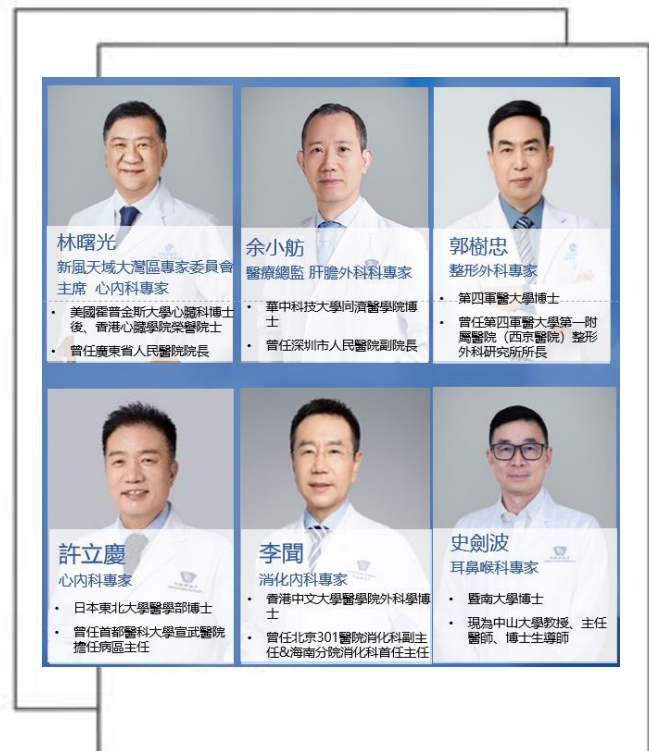 林曙光
新風天域大灣區專家委員會
主席 心內科專家
• 美國霍普金斯大學心臟科博士
後、香港心臟學院榮譽院士
• 曾任廣東省人民醫院院長
余小舫
醫療總監 肝膽外科科專家
• 華中科技大學同濟醫學院博
士
• 曾任深圳市人民醫院副院長
郭樹忠
整形外科專家
• 第四軍醫大學博士
• 曾任第四軍醫大學第一附
屬醫院（西京醫院）整形
外科研究所所長
許立慶
心內科專家
• 日本東北大學醫學部博士
• 曾任首都醫科大學宣武醫院
擔任病區主任
李聞
消化內科專家
• 香港中文大學醫學院外科學博
士
• 曾任北京301醫院消化科副主
任&海南分院消化科首任主任
史劍波
耳鼻喉科專家
• 暨南大學博士
• 現為中山大學教授、主任
醫師、博士生導師